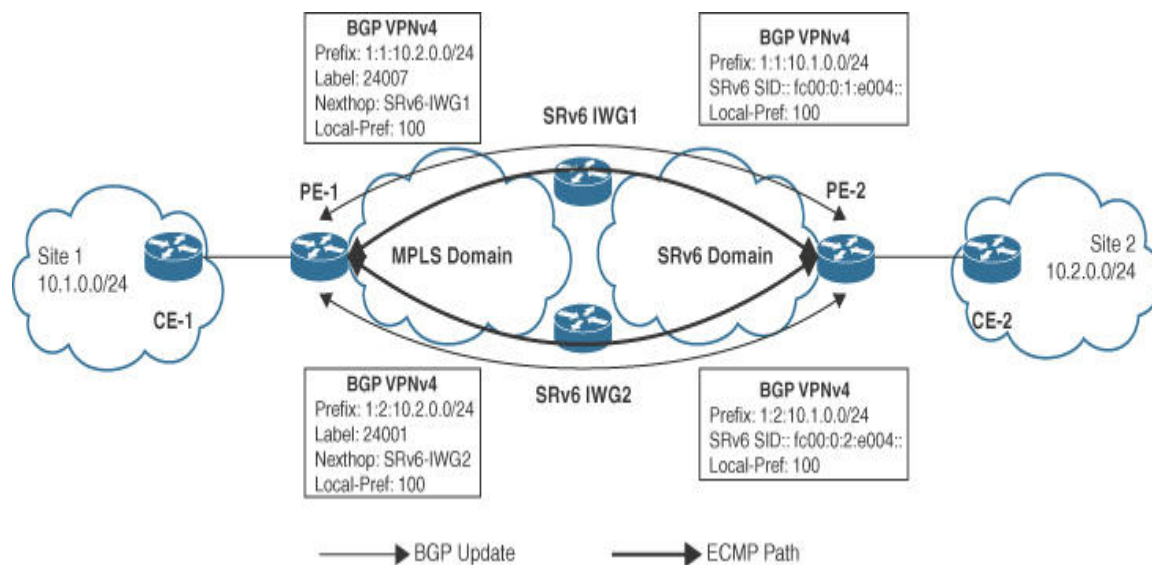 BGP VPNv4
Prefix: 1:1:10.2.0.0/24
Label: 24007
Nexthop: SRv6-IWG1
Local-Pref: 100
BGP VPNv4
Prefix: 1:1:10.1.0.0/24
SRv6 SID:: fc00:0:1:e004::
Local-Pref: 100
SRv6 IWG1
PE-1
PE-2
Site 1
10.1.0.0/24
CE-1
MPLS Domain
SRv6 Domain
Site 2
10.2.0.0/24
CE-2
SRv6 IWG2
BGP VPNv4
Prefix: 1:2:10.2.0.0/24
Label: 24001
Nexthop: SRv6-IWG2
Local-Pref: 100
BGP VPNv4
Prefix: 1:2:10.1.0.0/24
SRv6 SID:: fc00:0:2:e004::
Local-Pref: 100
BGP Update
ECMP Path